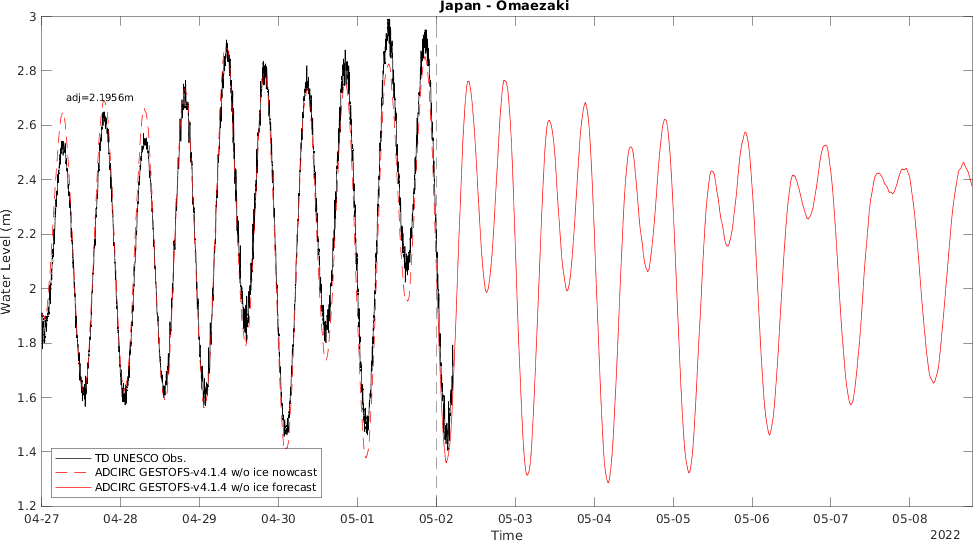 Japan - Omaezaki
3
2.8
2.6
2.4
2.2
2
1.8
1.6
1.4
1.2
Water Level (m)
adj=2.1956m
TD UNESCO Obs.
ADCIRC GESTOFS-v4.1.4 w/o ice nowcast
ADCIRC GESTOFS-v4.1.4 w/o ice forecast
04-27 04-28 04-29 04-30 05-01 05-02 05-03 05-04 05-05 05-06 05-07 05-08
Time
2022